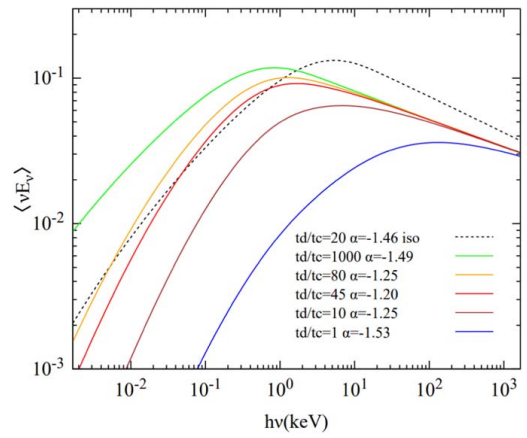 10^{-1}
⟨νE_ν⟩
10^{-2}
10^{-3}
td/tc=20 α=-1.46 iso
td/tc=1000 α=-1.49
td/tc=80 α=-1.25
td/tc=45 α=-1.20
td/tc=10 α=-1.25
td/tc=1 α=-1.53
10^{-2} 10^{-1} 10^{0} 10^{1} 10^{2} 10^{3}
hν(keV)